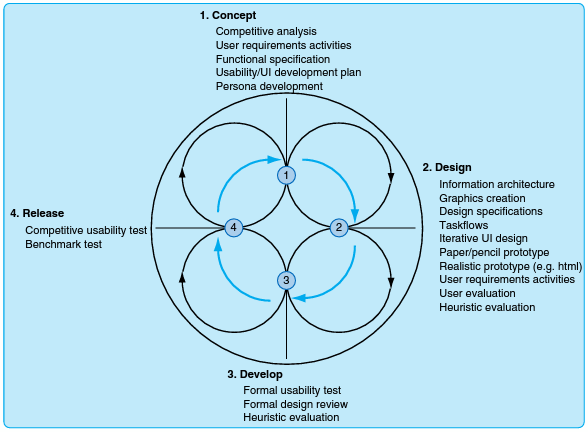 1. Concept
Competitive analysis
User requirements activities
Functional specification
Usability/UI development plan
Persona development
2. Design
Information architecture
Graphics creation
Design specifications
Taskflows
Iterative UI design
Paper/pencil prototype
Realistic prototype (e.g. html)
User requirements activities
User evaluation
Heuristic evaluation
4. Release
Competitive usability test
Benchmark test
1
2
3
4
3. Develop
Formal usability test
Formal design review
Heuristic evaluation